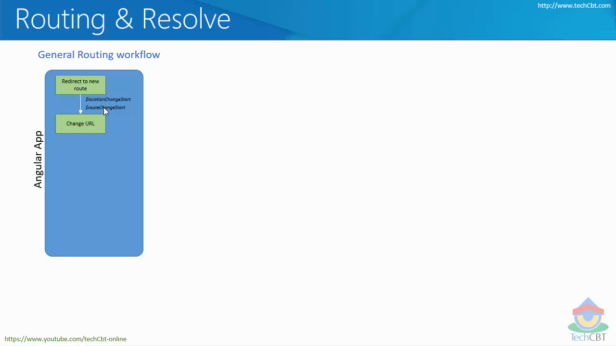 http://www.techCbt.com
Routing & Resolve
General Routing workflow
Redirect to new
route
$locationChangeStart
$routeChangeStart
Change URL
Angular App
TechCBT
https://www.youtube.com/techCbt-online